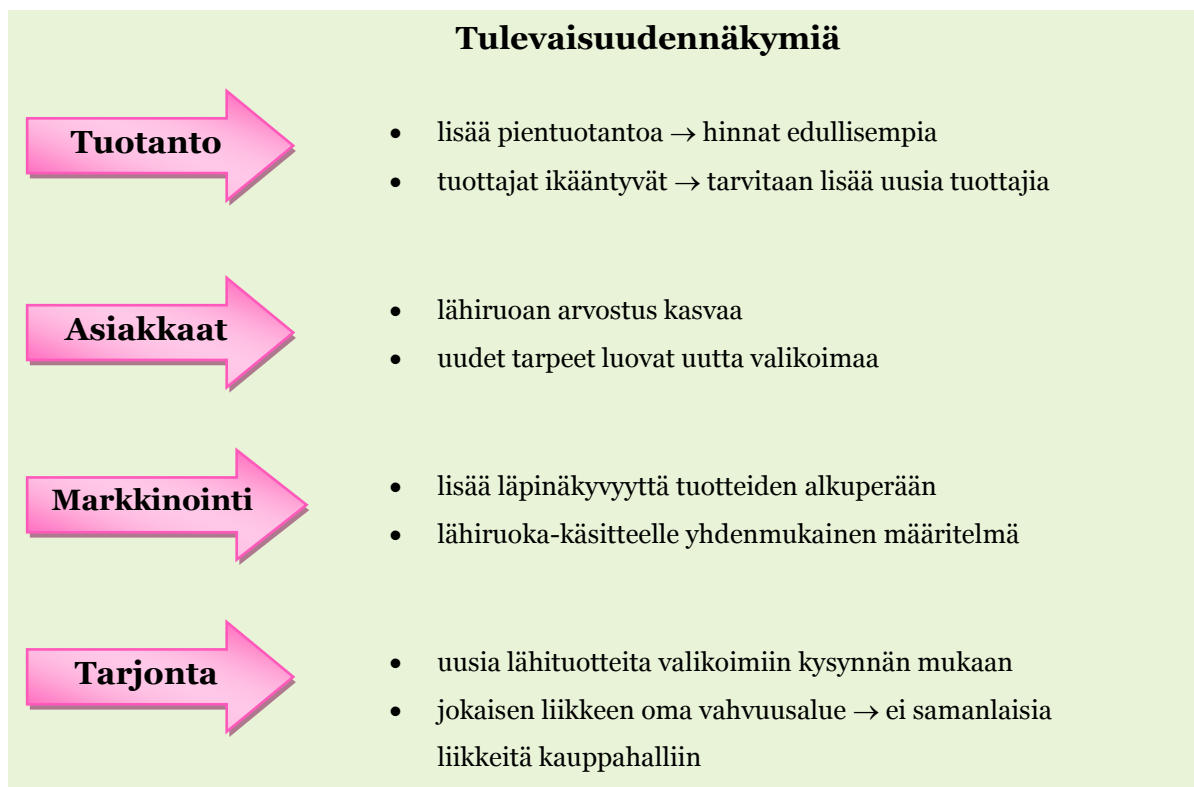 Tulevaisuudennäkymiä
Tuotanto
• lisää pientuotantoa → hinnat edullisempia
• tuottajat ikääntyvät → tarvitaan lisää uusia tuottajia
Asiakkaat
• lähiruoan arvostus kasvaa
• uudet tarpeet luovat uutta valikoimaa
Markkinointi
• lisää läpinäkyvyyttä tuotteiden alkuperään
• lähiruoka-käsitteelle yhdenmukainen määritelmä
Tarjonta
• uusia lähituotteita valikoimiin kysynnän mukaan
• jokaisen liikkeen oma vahvuusalue → ei samanlaisia
liikkeitä kauppahalliin